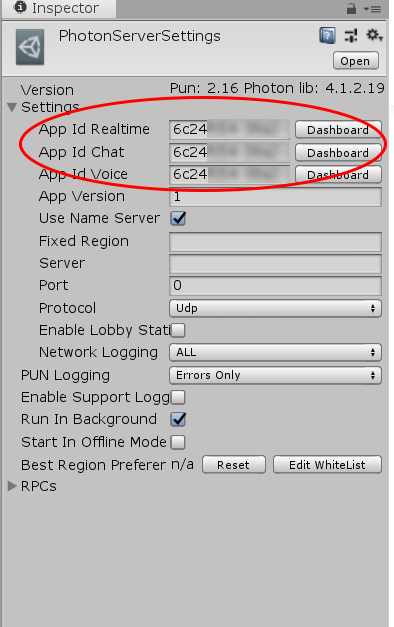 Inspector
PhotonServerSettings
Open
Version Pun: 2.16 Photon lib: 4.1.2.19
Settings
App Id Realtime 6c24 Dashboard
App Id Chat 6c24 Dashboard
App Id Voice 6c24 Dashboard
App Version 1
Use Name Server
Fixed Region
Server
Port 0
Protocol Udp
Enable Lobby Stati
Network Logging ALL
PUN Logging Errors Only
Enable Support Logg
Run In Background
Start In Offline Mode
Best Region Preferer n/a Reset Edit WhiteList
RPCs